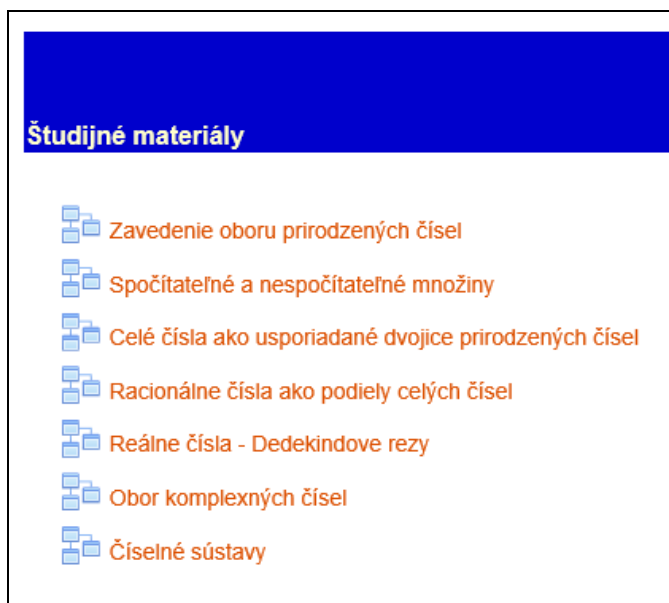 Študijné materiály
Zavedenie oboru prirodzených čísel
Spočítateľné a nespočítateľné množiny
Celé čísla ako usporiadané dvojice prirodzených čísel
Racionálne čísla ako podiely celých čísel
Reálne čísla - Dedekindove rezy
Obor komplexných čísel
Číselné sústavy